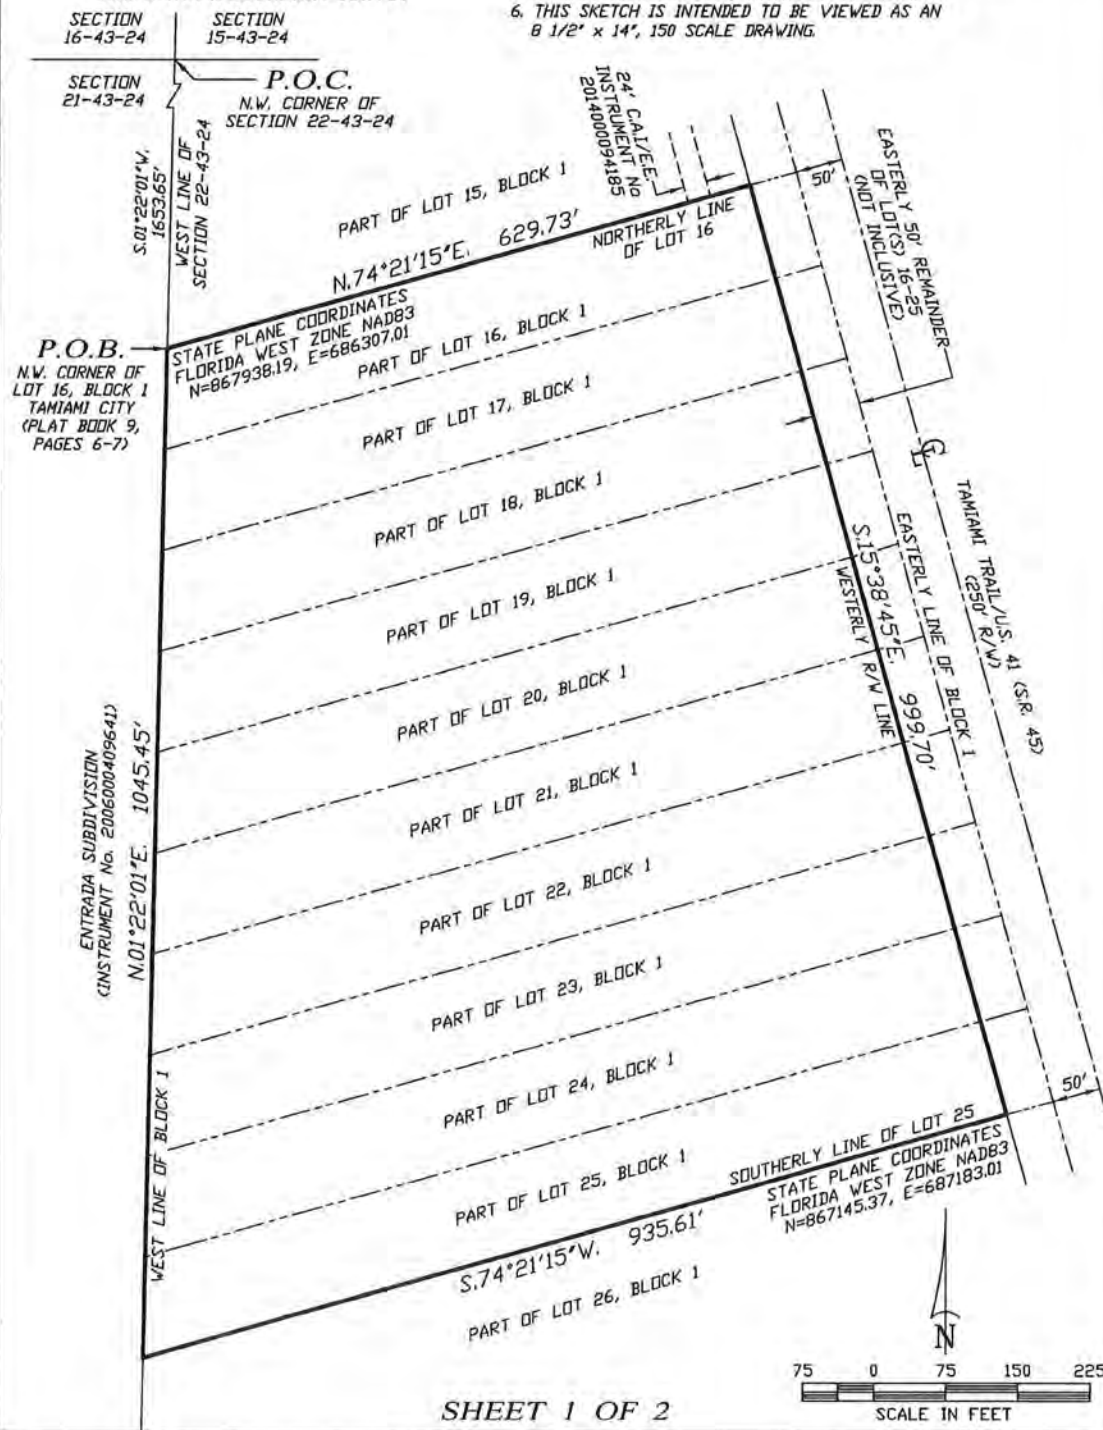 6. THIS SKETCH IS INTENDED TO BE VIEWED AS AN
8 1/2" x 14", 150 SCALE DRAWING.
SECTION
16-43-24
SECTION
15-43-24
SECTION
21-43-24
P.O.C.
N.W. CORNER OF
SECTION 22-43-24
S.01°22'01"W.
1653.65'
WEST LINE OF
SECTION 22-43-24
24' C.A.I/E.E.
INSTRUMENT No
2014000094185
50'
EASTERLY 50' REMAINDER
OF LOT(S) 16-25
(NOT INCLUSIVE)
PART OF LOT 15, BLOCK 1
N.74°21'15"E. 629.73'
NORTHERLY LINE
OF LOT 16
P.O.B.
N.W. CORNER OF
LOT 16, BLOCK 1
TAMIAMI CITY
(PLAT BOOK 9,
PAGES 6-7)
STATE PLANE COORDINATES
FLORIDA WEST ZONE NAD83
N=867938.19, E=686307.01
PART OF LOT 16, BLOCK 1
PART OF LOT 17, BLOCK 1
PART OF LOT 18, BLOCK 1
PART OF LOT 19, BLOCK 1
PART OF LOT 20, BLOCK 1
PART OF LOT 21, BLOCK 1
PART OF LOT 22, BLOCK 1
PART OF LOT 23, BLOCK 1
PART OF LOT 24, BLOCK 1
PART OF LOT 25, BLOCK 1
CL
TAMIAMI TRAIL/U.S. 41 (S.R. 45)
(250' R/W)
EASTERLY LINE OF BLOCK 1
S.15°38'45"E. 999.70'
WESTERLY R/W LINE
ENTRADA SUBDIVISION
(INSTRUMENT No. 2006000409641)
N.01°22'01"E. 1045.45'
WEST LINE OF BLOCK 1
50'
SOUTHERLY LINE OF LOT 25
STATE PLANE COORDINATES
FLORIDA WEST ZONE NAD83
N=867145.37, E=687183.01
S.74°21'15"W. 935.61'
PART OF LOT 26, BLOCK 1
N
75 0 75 150 225
SCALE IN FEET
SHEET 1 OF 2